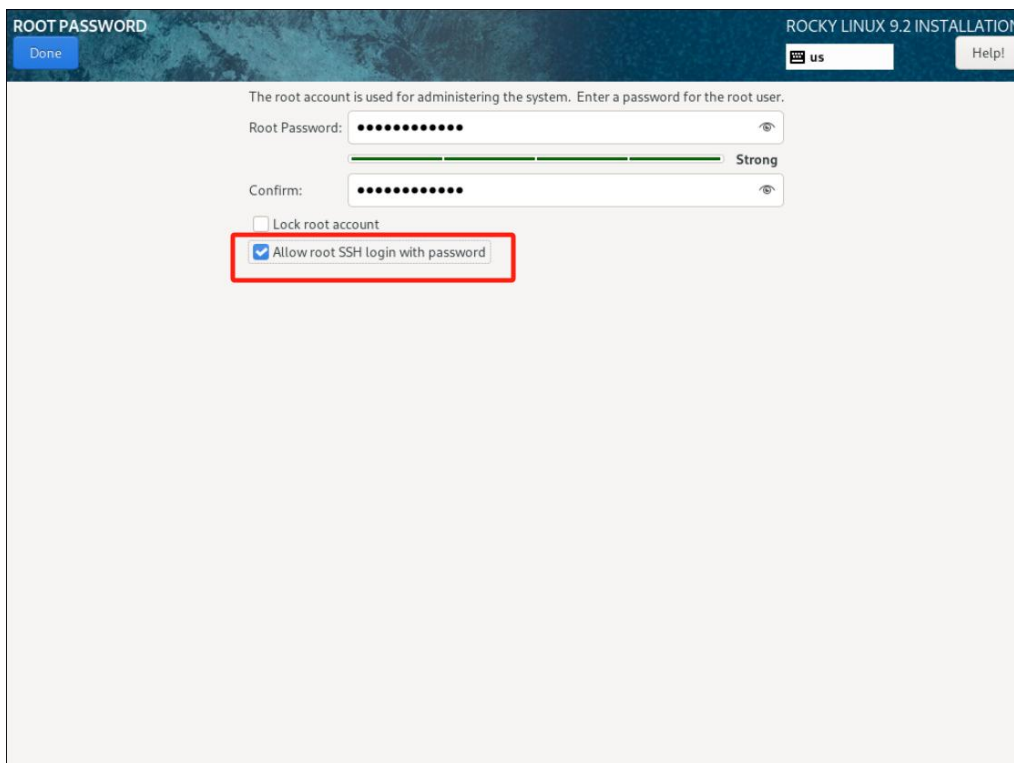 ROOT PASSWORD
ROCKY LINUX 9.2 INSTALLATION
Done
us
Help!
The root account is used for administering the system. Enter a password for the root user.
Root Password: ●●●●●●●●●●●●
Strong
Confirm: ●●●●●●●●●●●●
Lock root account
Allow root SSH login with password